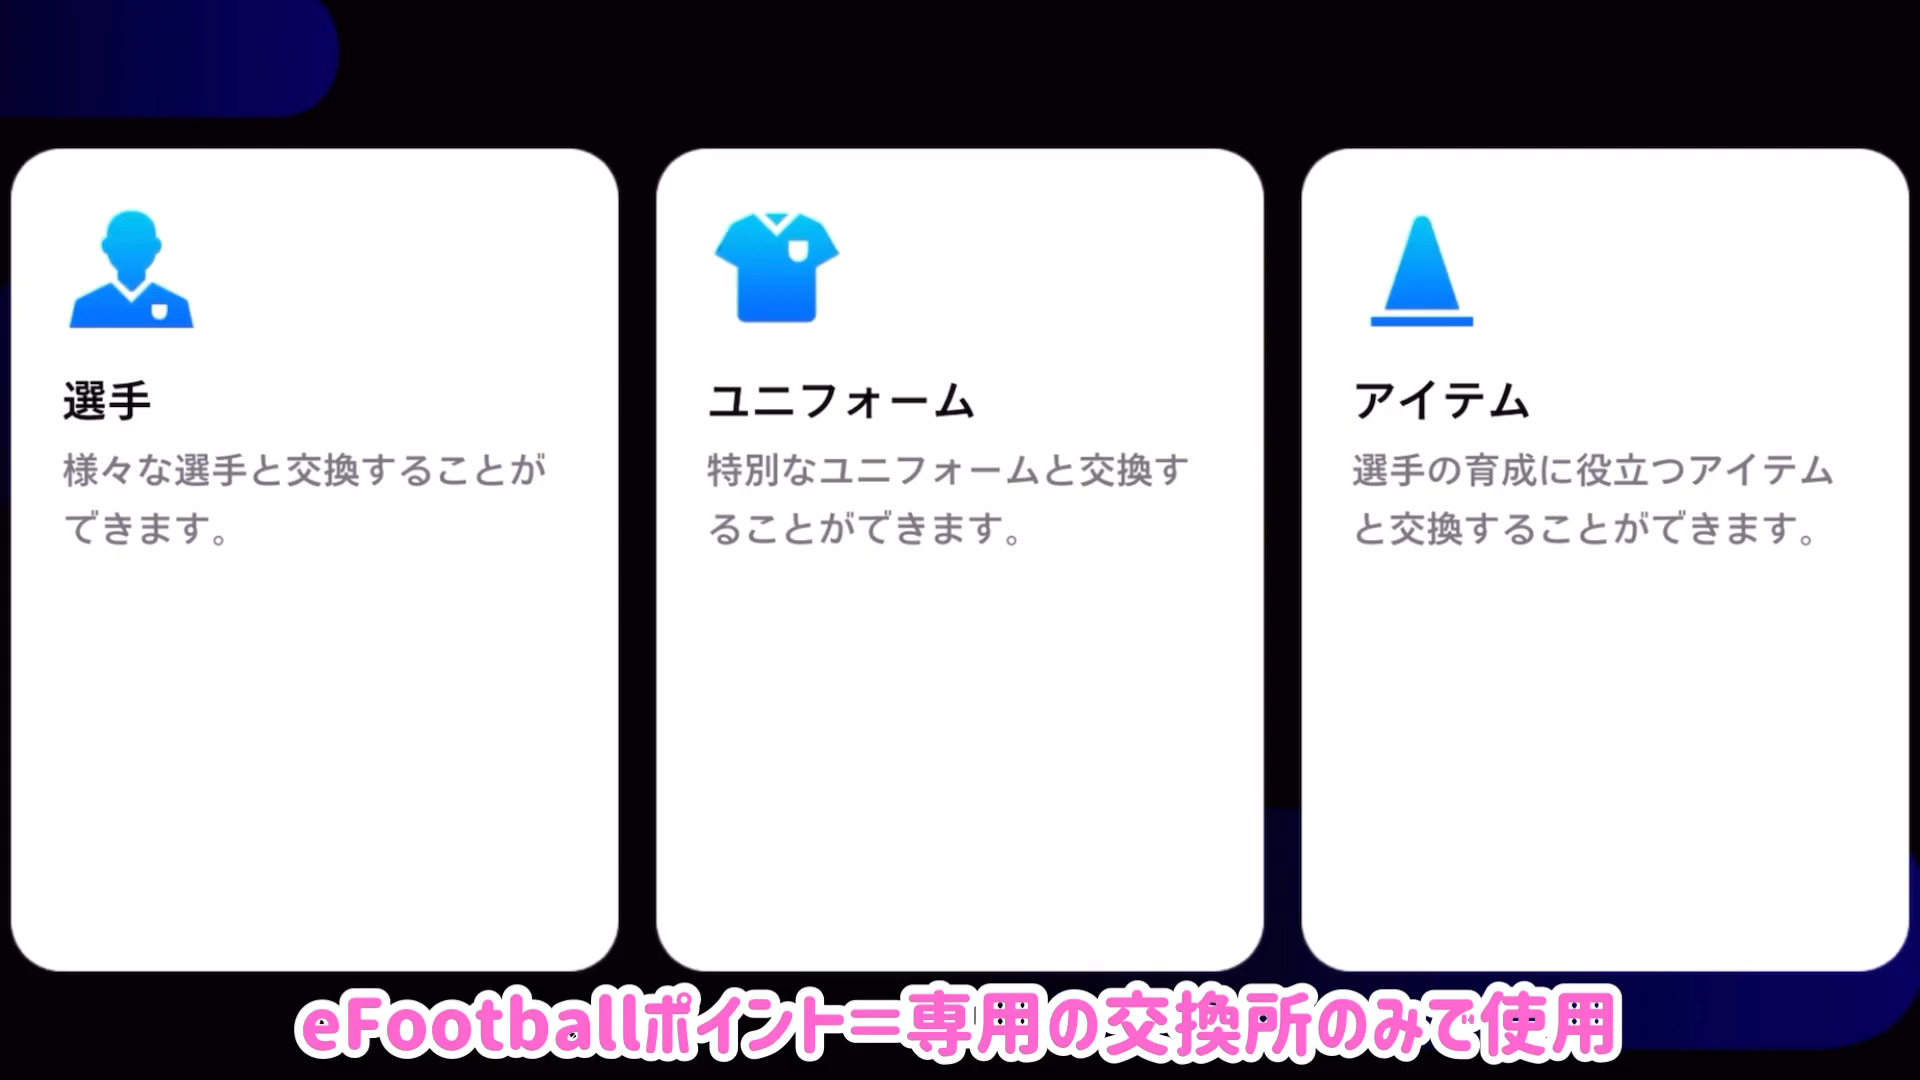 選手
様々な選手と交換することが
できます。
ユニフォーム
特別なユニフォームと交換す
ることができます。
アイテム
選手の育成に役立つアイテム
と交換することができます。
eFootballポイント＝専用の交換所のみで使用